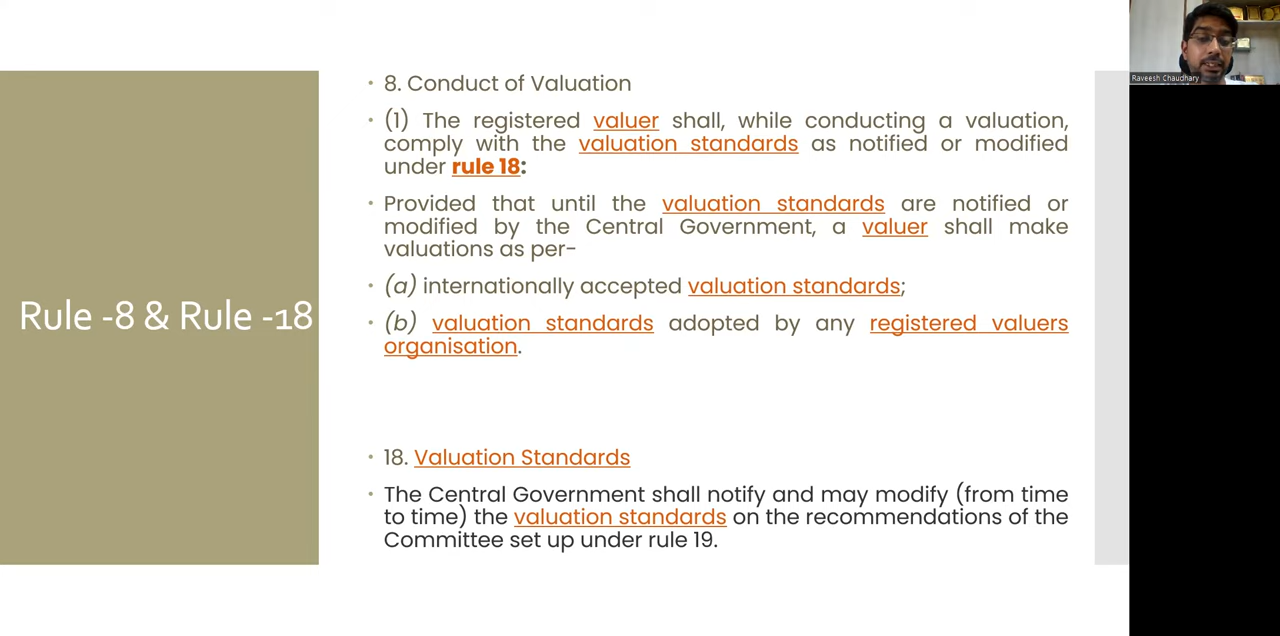 Rule -8 & Rule -18
8. Conduct of Valuation
(1) The registered valuer shall, while conducting a valuation,
comply with the valuation standards as notified or modified
under rule 18:
Provided that until the valuation standards are notified or
modified by the Central Government, a valuer shall make
valuations as per-
(a) internationally accepted valuation standards;
(b) valuation standards adopted by any registered valuers
organisation.
18. Valuation Standards
The Central Government shall notify and may modify (from time
to time) the valuation standards on the recommendations of the
Committee set up under rule 19.
Raveesh Chaudhary